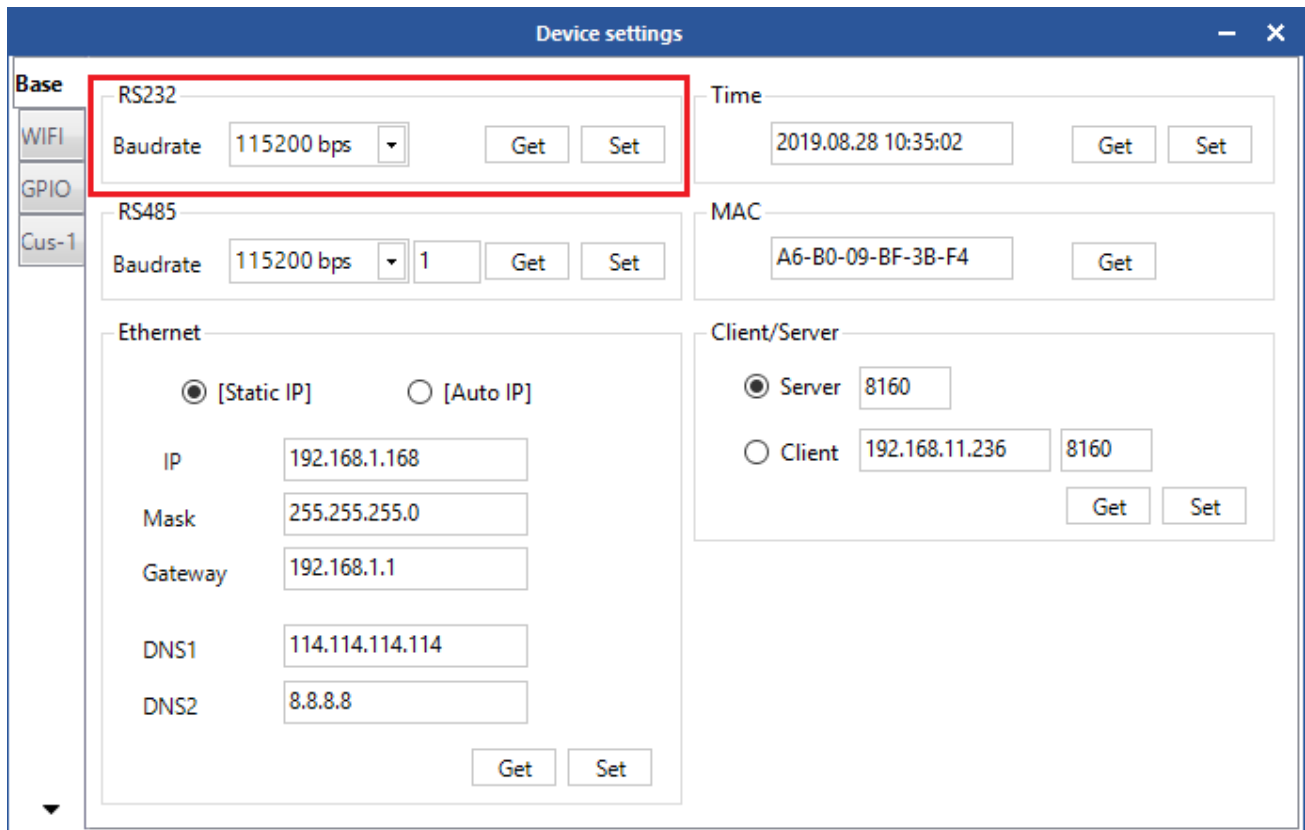 Device settings
Base
WIFI
GPIO
Cus-1
RS232
Baudrate 115200 bps Get Set
RS485
Baudrate 115200 bps 1 Get Set
Ethernet
[Static IP] [Auto IP]
IP 192.168.1.168
Mask 255.255.255.0
Gateway 192.168.1.1
DNS1 114.114.114.114
DNS2 8.8.8.8
Get Set
Time
2019.08.28 10:35:02 Get Set
MAC
A6-B0-09-BF-3B-F4 Get
Client/Server
Server 8160
Client 192.168.11.236 8160
Get Set